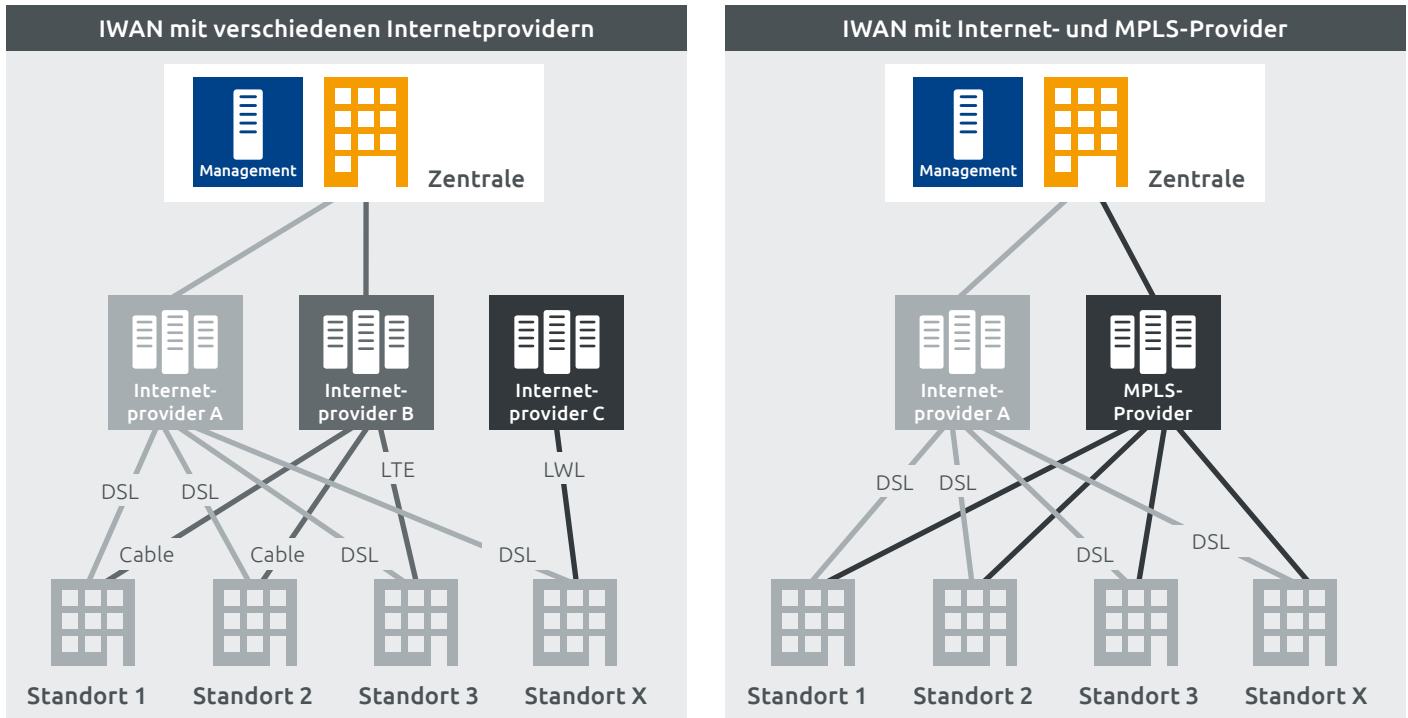 IWAN mit verschiedenen Internetprovidern
Management
Zentrale
Internet-
provider A
Internet-
provider B
Internet-
provider C
LTE
LWL
DSL
DSL
Cable
Cable
DSL
DSL
Standort 1
Standort 2
Standort 3
Standort X
IWAN mit Internet- und MPLS-Provider
Management
Zentrale
Internet-
provider A
MPLS-
Provider
DSL
DSL
DSL
DSL
Standort 1
Standort 2
Standort 3
Standort X